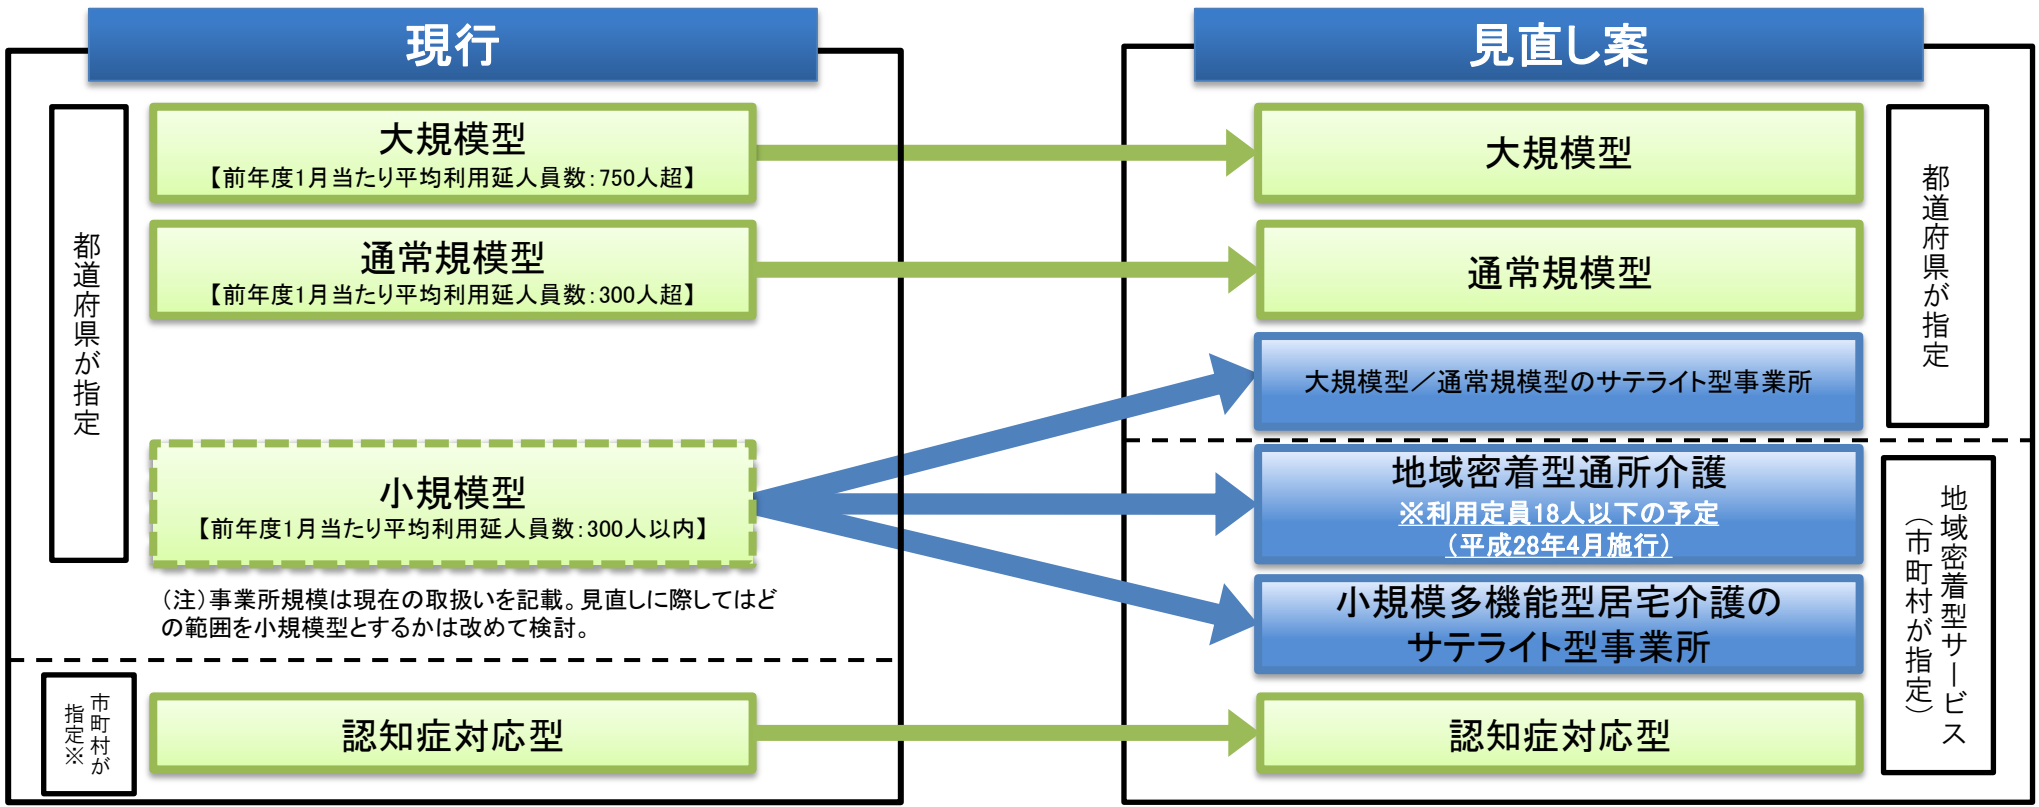 現行
都道府県が指定
大規模型
【前年度1月当たり平均利用延人員数：750人超】
通常規模型
【前年度1月当たり平均利用延人員数：300人超】
小規模型
【前年度1月当たり平均利用延人員数：300人以内】
（注）事業所規模は現在の取扱いを記載。見直しに際してはど
の範囲を小規模型とするかは改めて検討。
市町村が
指定※
認知症対応型
見直し案
大規模型
通常規模型
大規模型／通常規模型のサテライト型事業所
都道府県が指定
地域密着型通所介護
※利用定員18人以下の予定
（平成28年4月施行）
小規模多機能型居宅介護の
サテライト型事業所
認知症対応型
地域密着型サービス
（市町村が指定）